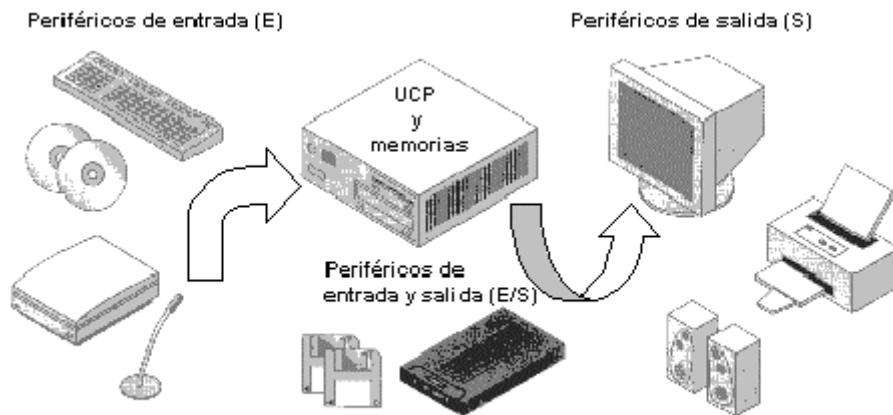 Periféricos de entrada (E)
Periféricos de salida (S)
UCP
y
memorias
Periféricos de
entrada y salida (E/S)